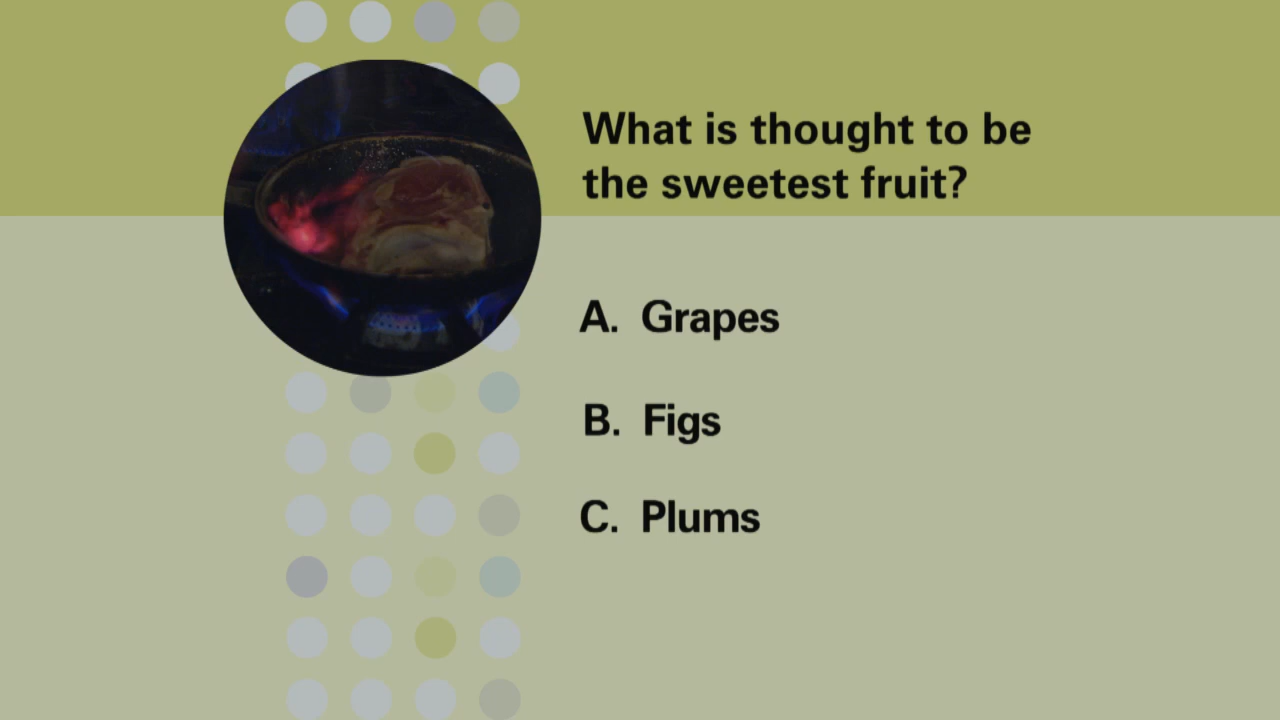 What is thought to be
the sweetest fruit?
A. Grapes
B. Figs
C. Plums